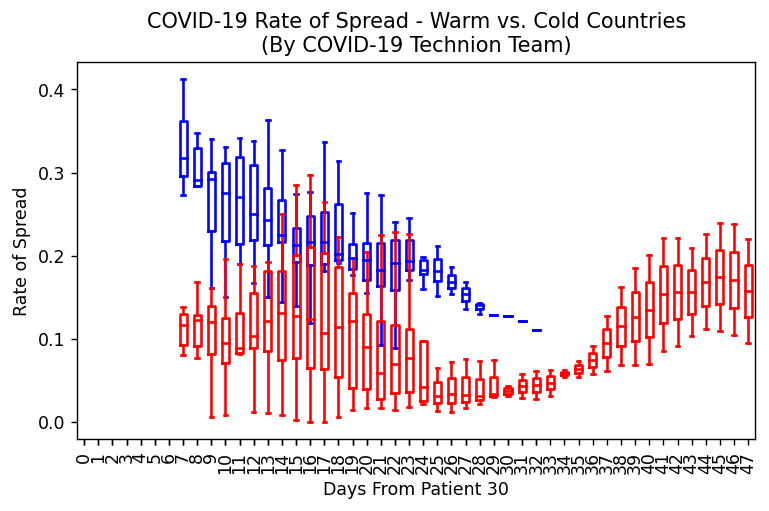 COVID-19 Rate of Spread - Warm vs. Cold Countries
(By COVID-19 Technion Team)
Rate of Spread
0.4
0.3
0.2
0.1
0.0
0 1 2 3 4 5 6 7 8 9 10 11 12 13 14 15 16 17 18 19 20 21 22 23 24 25 26 27 28 29 30 31 32 33 34 35 36 37 38 39 40 41 42 43 44 45 46 47
Days From Patient 30